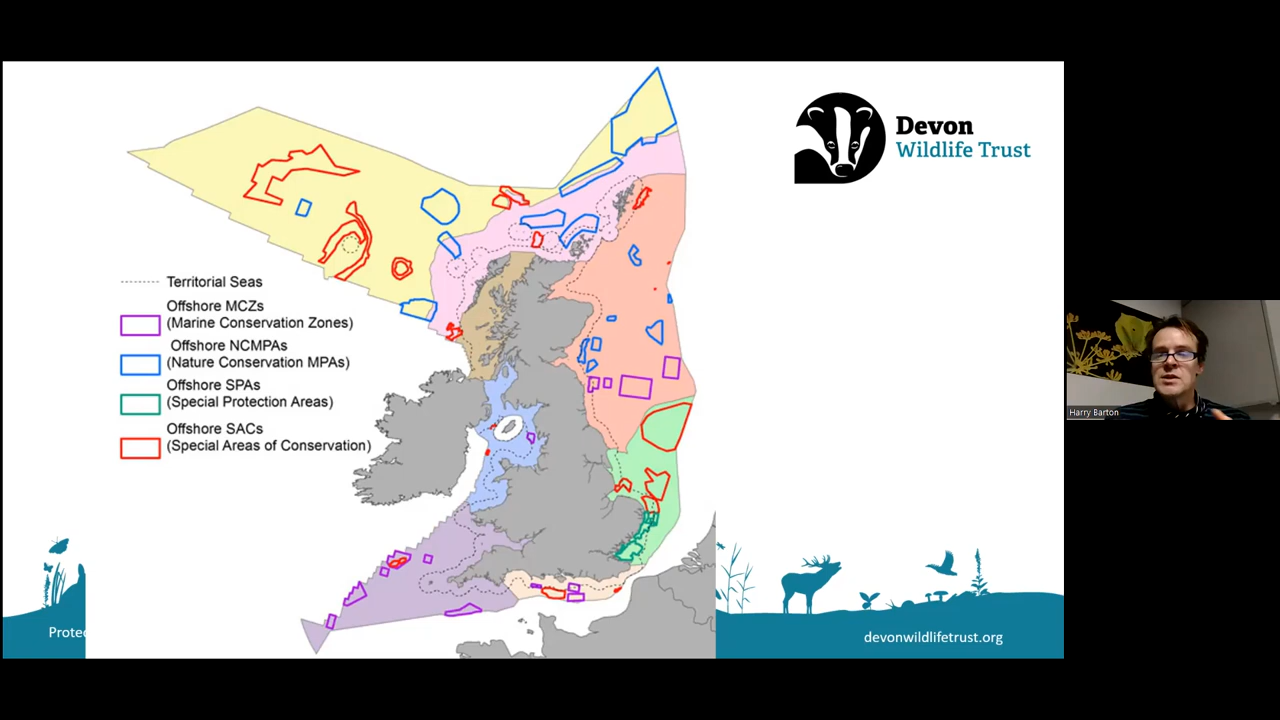 Devon
Wildlife Trust
Territorial Seas
Offshore MCZs
(Marine Conservation Zones)
Offshore NCMPAs
(Nature Conservation MPAs)
Offshore SPAs
(Special Protection Areas)
Offshore SACs
(Special Areas of Conservation)
Harry Barton
Protec
devonwildlifetrust.org